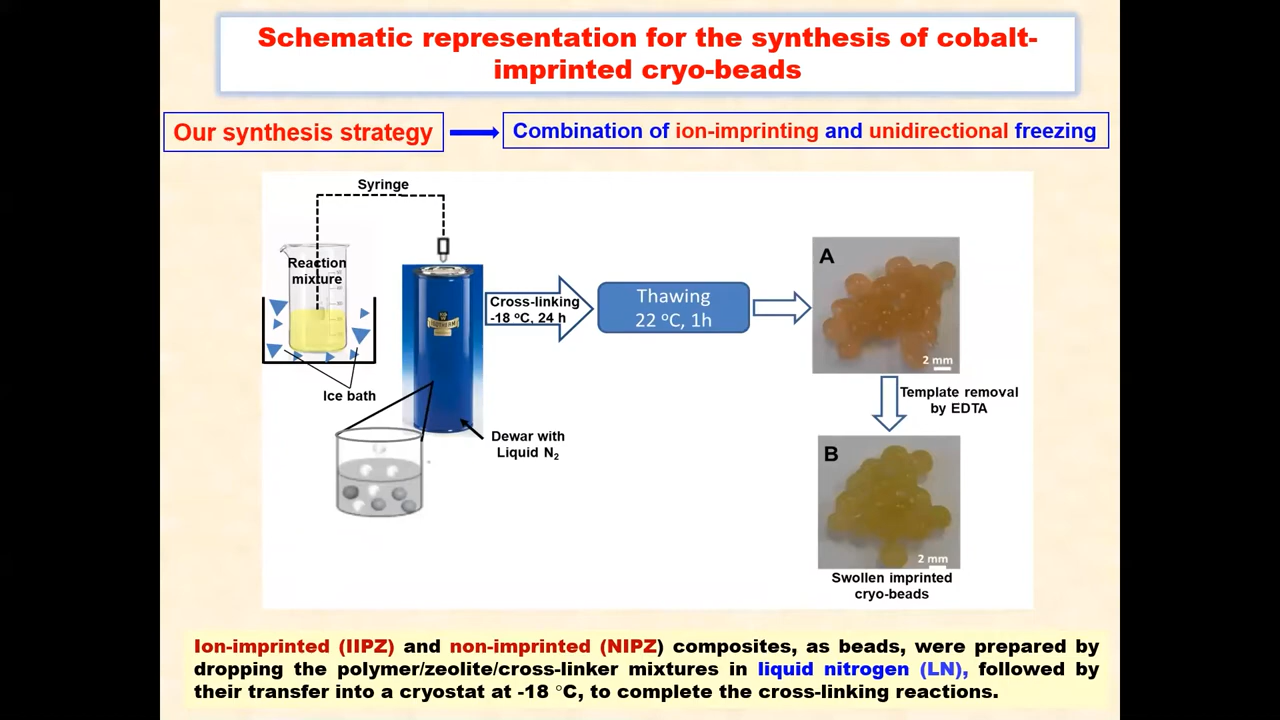 Schematic representation for the synthesis of cobalt-
imprinted cryo-beads
Our synthesis strategy
Combination of ion-imprinting and unidirectional freezing
Syringe
Reaction
mixture
Ice bath
Dewar with
Liquid N₂
Cross-linking
-18 ºC, 24 h
Thawing
22 ºC, 1h
A
2 mm
Template removal
by EDTA
B
2 mm
Swollen imprinted
cryo-beads
Ion-imprinted (IIPZ) and non-imprinted (NIPZ) composites, as beads, were prepared by
dropping the polymer/zeolite/cross-linker mixtures in liquid nitrogen (LN), followed by
their transfer into a cryostat at -18 °C, to complete the cross-linking reactions.